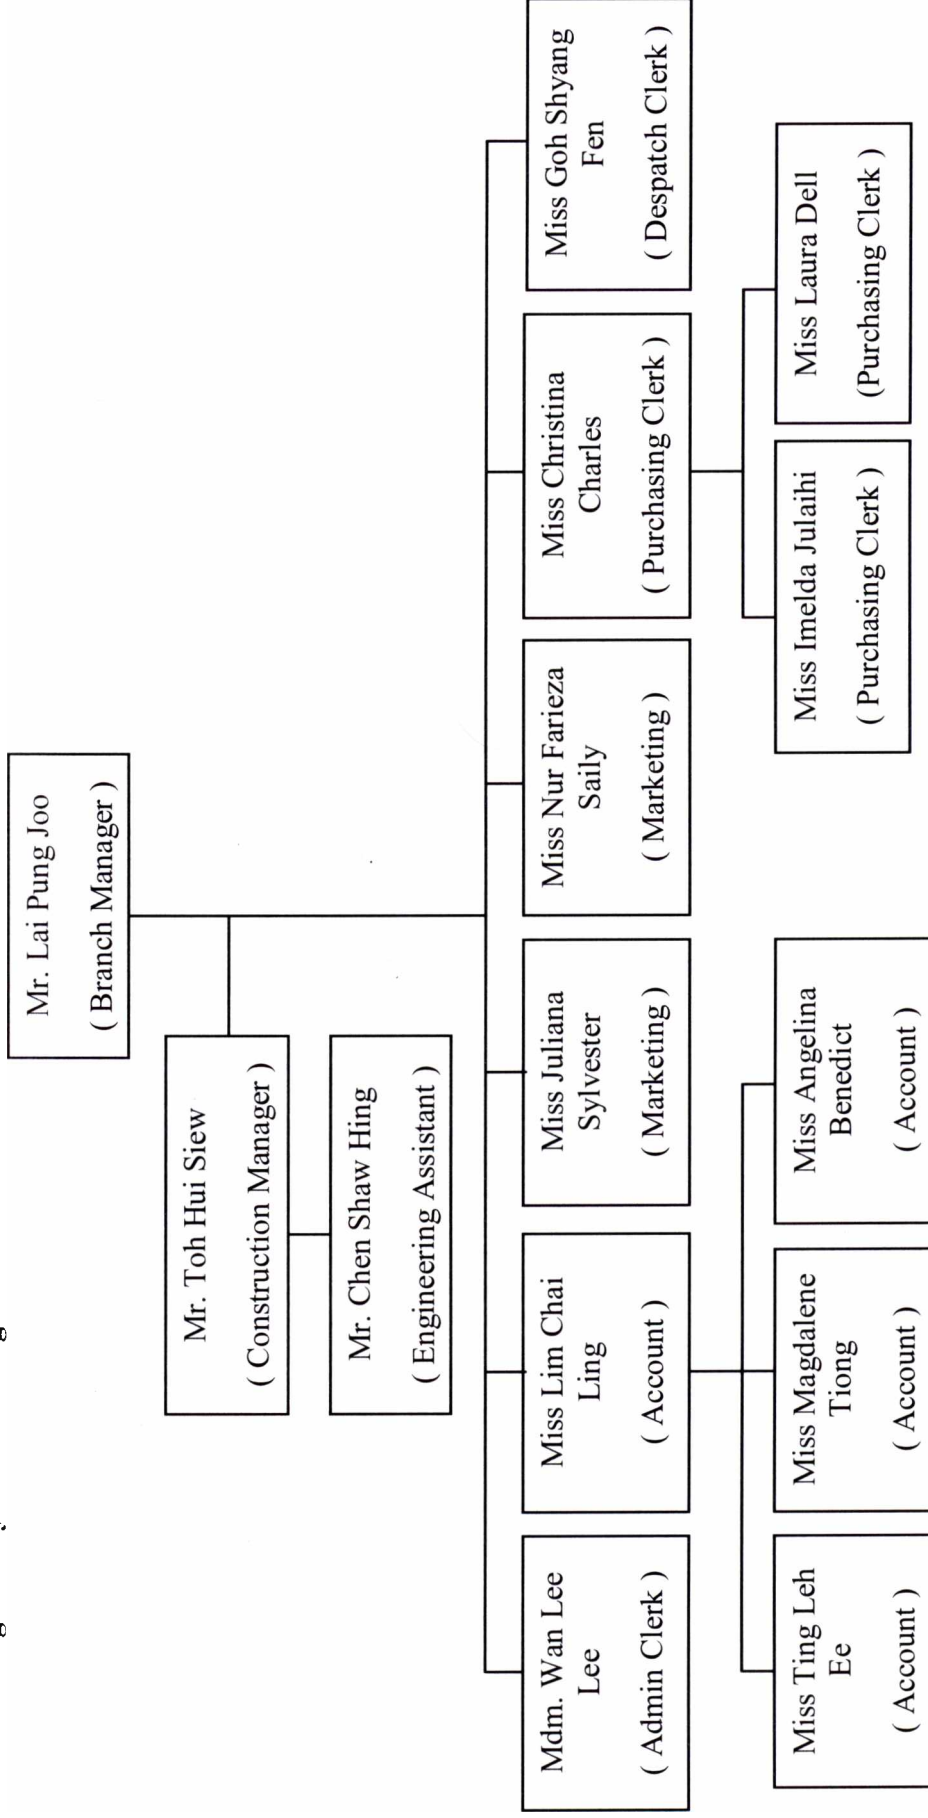 Mr. Lai Pung Joo
( Branch Manager )
Mr. Toh Hui Siew
( Construction Manager )
Mr. Chen Shaw Hing
( Engineering Assistant )
Mdm. Wan Lee
Lee
( Admin Clerk )
Miss Lim Chai
Ling
( Account )
Miss Juliana
Sylvester
( Marketing )
Miss Nur Farieza
Saily
( Marketing )
Miss Christina
Charles
( Purchasing Clerk )
Miss Goh Shyang
Fen
( Despatch Clerk )
Miss Ting Leh
Ee
( Account )
Miss Magdalene
Tiong
( Account )
Miss Angelina
Benedict
( Account )
Miss Imelda Julaihi
( Purchasing Clerk )
Miss Laura Dell
(Purchasing Clerk )